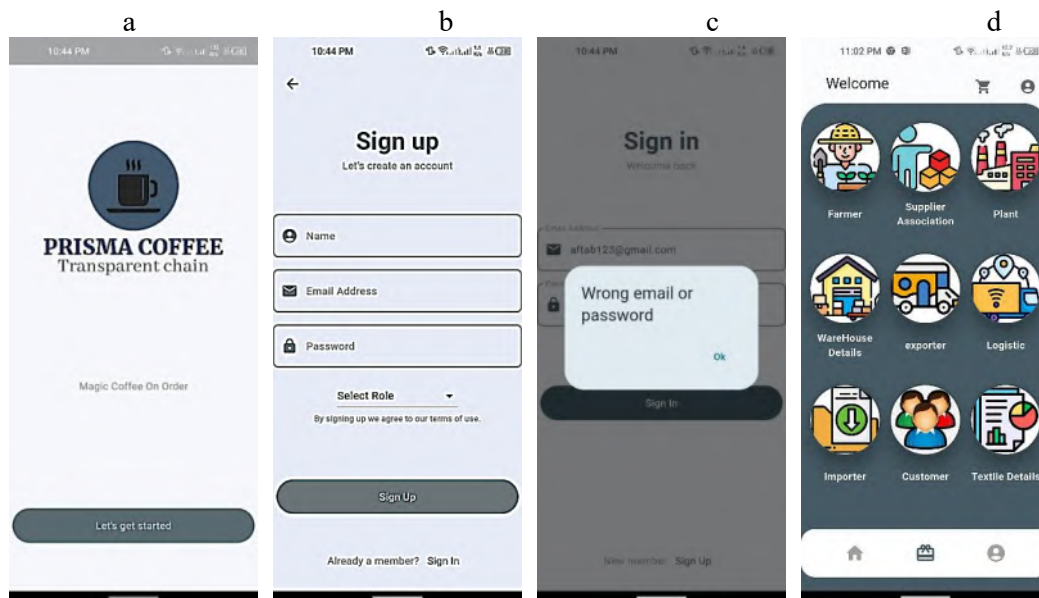 a
b
c
d
10:44 PM
PRISMA COFFEE
Transparent chain
Magic Coffee On Order
Let's get started
10:44 PM
Sign up
Let's create an account
Name
Email Address
Password
Select Role
By signing up we agree to our terms of use.
Sign Up
Already a member? Sign In
10:44 PM
Sign in
Welcome back
Email Address
aftab123@gmail.com
Wrong email or
password
Ok
Sign In
New member Sign Up
11:02 PM
Welcome
Farmer
Supplier
Association
Plant
WareHouse
Details
exporter
Logistic
Importer
Customer
Textile Details